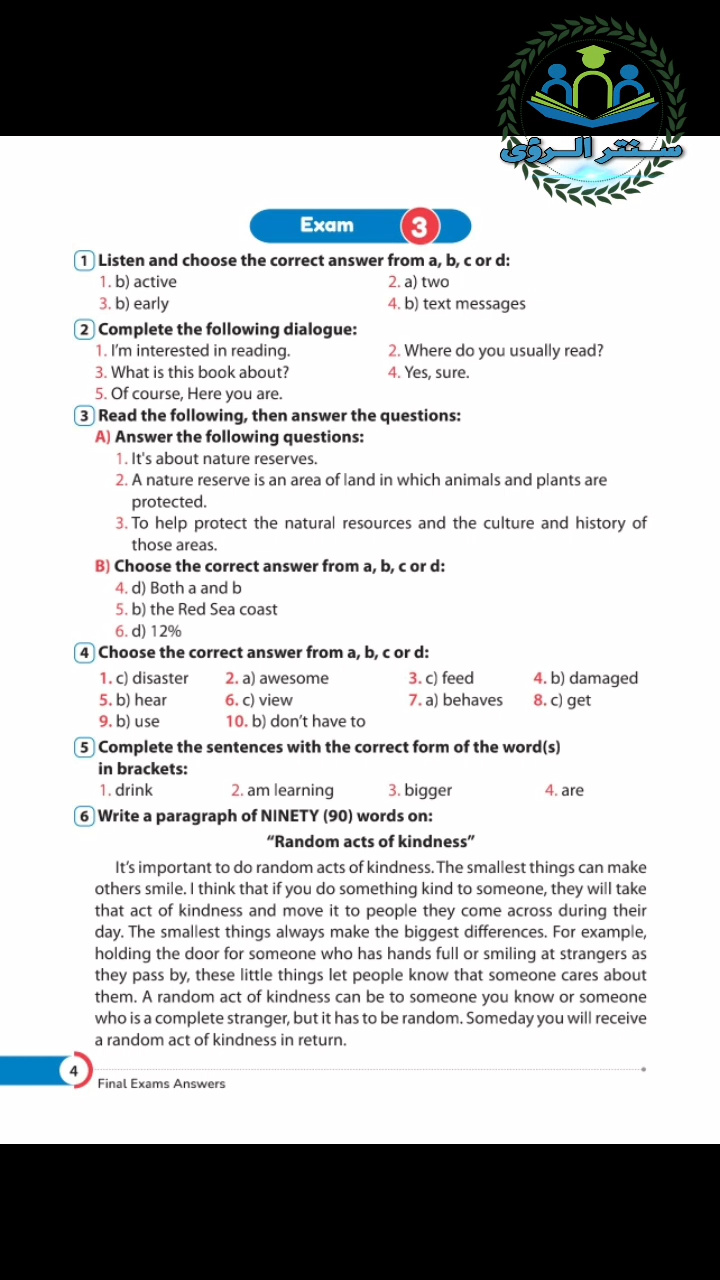 سنتر الرؤى
Exam 3
1 Listen and choose the correct answer from a, b, c or d:
1. b) active 2. a) two
3. b) early 4. b) text messages
2 Complete the following dialogue:
1. I'm interested in reading. 2. Where do you usually read?
3. What is this book about? 4. Yes, sure.
5. Of course, Here you are.
3 Read the following, then answer the questions:
A) Answer the following questions:
1. It's about nature reserves.
2. A nature reserve is an area of land in which animals and plants are
protected.
3. To help protect the natural resources and the culture and history of
those areas.
B) Choose the correct answer from a, b, c or d:
4. d) Both a and b
5. b) the Red Sea coast
6. d) 12%
4 Choose the correct answer from a, b, c or d:
1. c) disaster 2. a) awesome 3. c) feed 4. b) damaged
5. b) hear 6. c) view 7. a) behaves 8. c) get
9. b) use 10. b) don't have to
5 Complete the sentences with the correct form of the word(s)
in brackets:
1. drink 2. am learning 3. bigger 4. are
6 Write a paragraph of NINETY (90) words on:
"Random acts of kindness"
It's important to do random acts of kindness. The smallest things can make
others smile. I think that if you do something kind to someone, they will take
that act of kindness and move it to people they come across during their
day. The smallest things always make the biggest differences. For example,
holding the door for someone who has hands full or smiling at strangers as
they pass by, these little things let people know that someone cares about
them. A random act of kindness can be to someone you know or someone
who is a complete stranger, but it has to be random. Someday you will receive
a random act of kindness in return.
4
Final Exams Answers